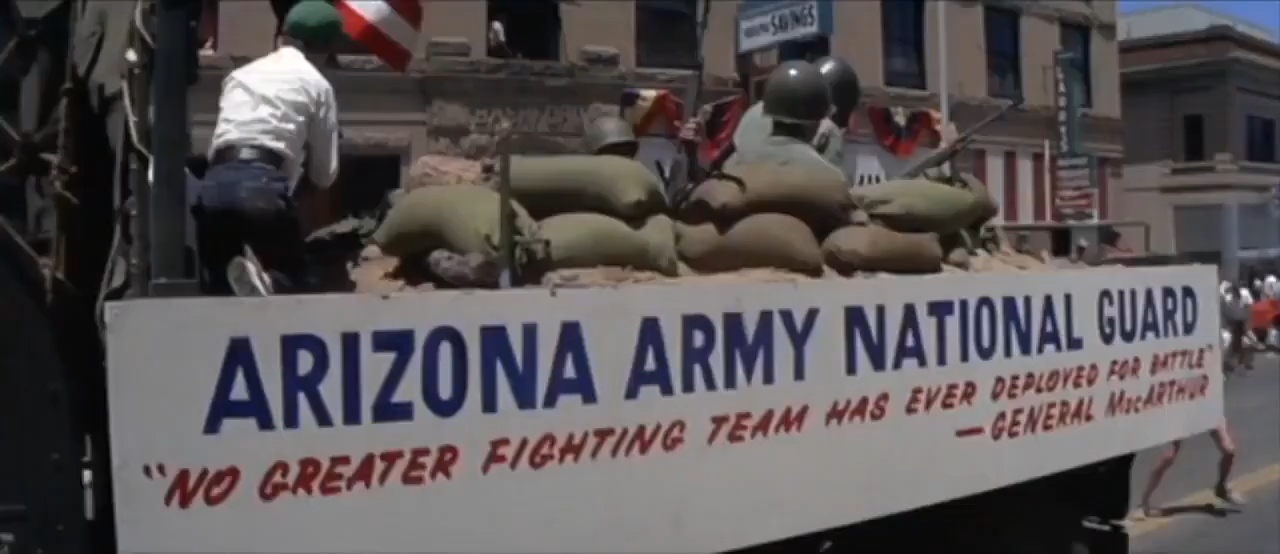 SAVINGS
ARIZONA ARMY NATIONAL GUARD
"NO GREATER FIGHTING TEAM HAS EVER DEPLOYED FOR BATTLE"
—GENERAL MacARTHUR